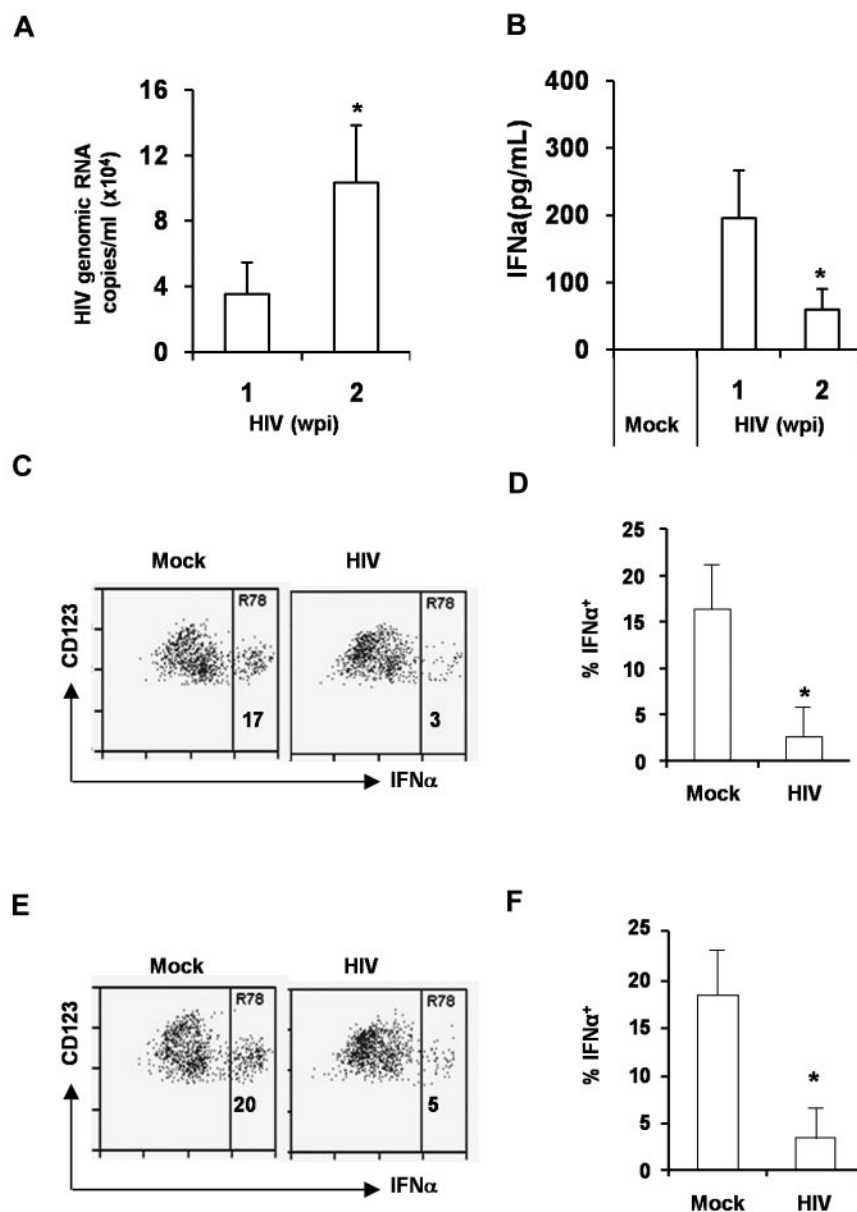 A
HIV genomic RNA
copies/ml (x10⁴)
16
12
8
4
0
*
1 2
HIV (wpi)
B
IFNa(pg/mL)
400
300
200
100
0
*
1 2
Mock HIV (wpi)
C
Mock HIV
CD123
R78 R78
17 3
IFNα
D
% IFNα⁺
25
20
15
10
5
0
*
Mock HIV
E
Mock HIV
CD123
R78 R78
20 5
IFNα
F
% IFNα⁺
25
20
15
10
5
0
*
Mock HIV